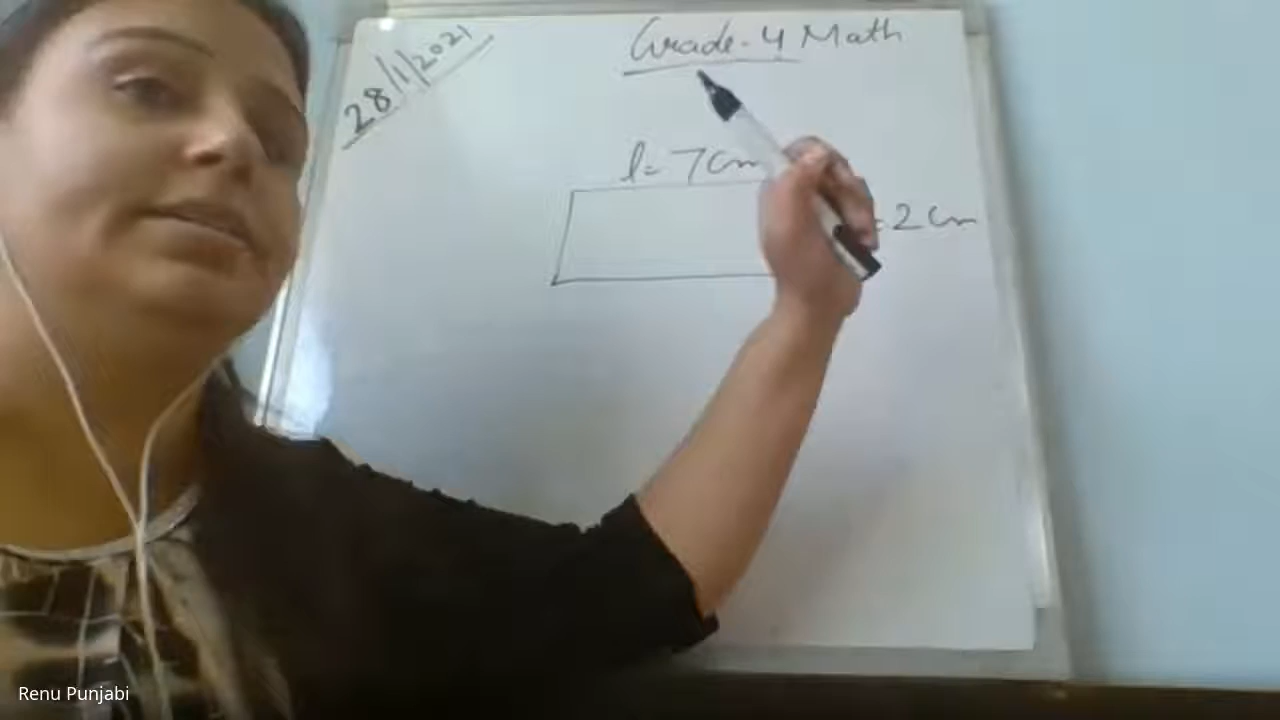 28/1/2021
Grade-4 Math
l= 7cm
=2cm
Renu Punjabi